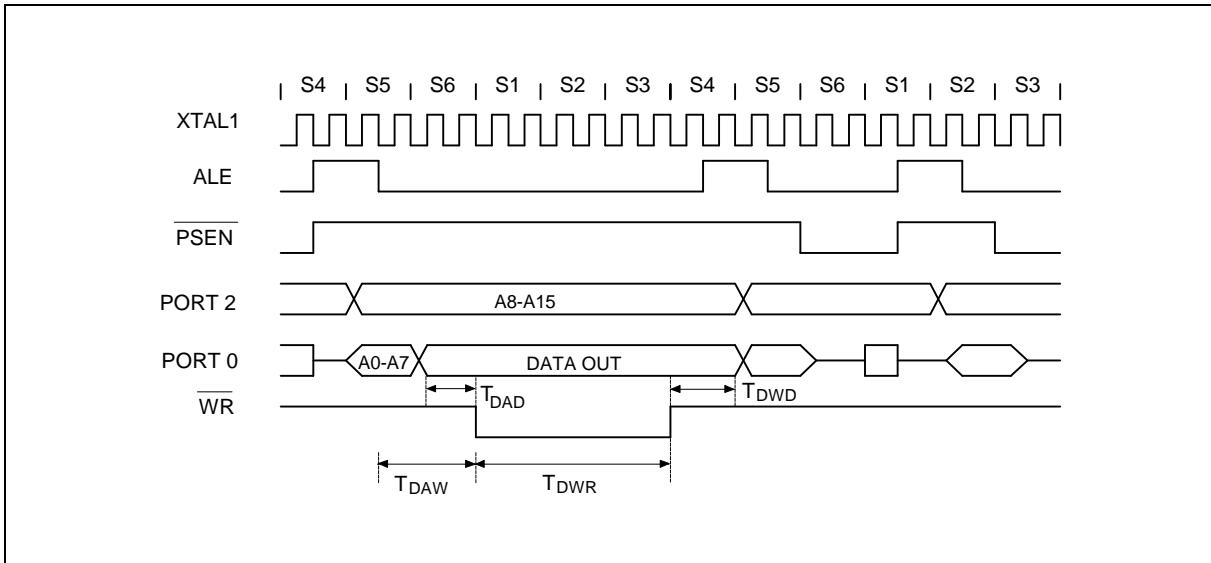 S4 S5 S6 S1 S2 S3 S4 S5 S6 S1 S2 S3
XTAL1
ALE
PSEN
PORT 2
A8-A15
PORT 0
A0-A7 DATA OUT
TDAD TDWD
WR
TDAW TDWR